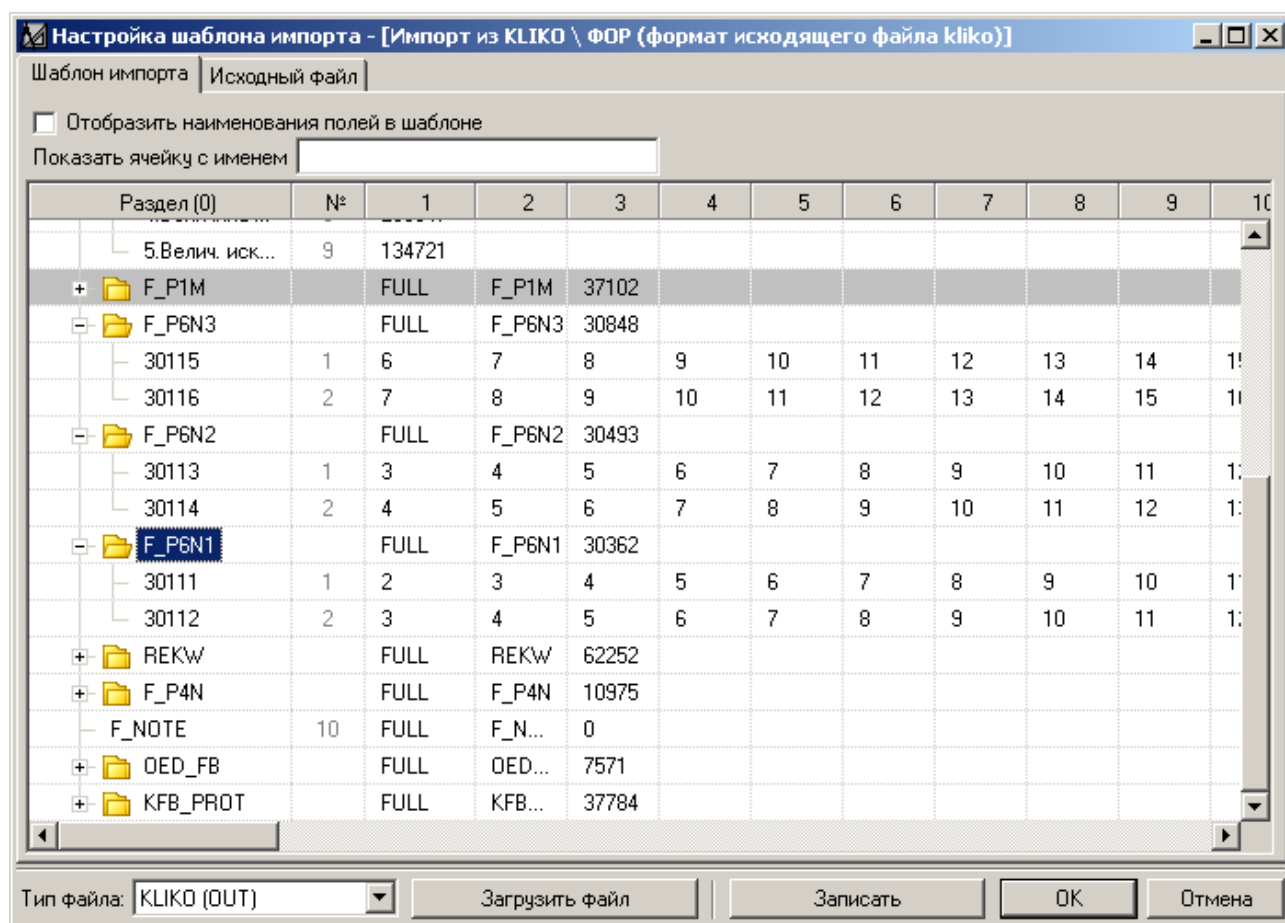 Настройка шаблона импорта - [Импорт из KLIKO \ ФОР (формат исходящего файла kliko)]
Шаблон импорта Исходный файл
Отобразить наименования полей в шаблоне
Показать ячейку с именем
Раздел (0) № 1 2 3 4 5 6 7 8 9 10
5.Велич. иск... 9 134721
F_P1M FULL F_P1M 37102
F_P6N3 FULL F_P6N3 30848
30115 1 6 7 8 9 10 11 12 13 14
30116 2 7 8 9 10 11 12 13 14 15
F_P6N2 FULL F_P6N2 30493
30113 1 3 4 5 6 7 8 9 10 11
30114 2 4 5 6 7 8 9 10 11 12
F_P6N1 FULL F_P6N1 30362
30111 1 2 3 4 5 6 7 8 9 10
30112 2 3 4 5 6 7 8 9 10 11
REKW FULL REKW 62252
F_P4N FULL F_P4N 10975
F_NOTE 10 FULL F_N... 0
OED_FB FULL OED... 7571
KFB_PROT FULL KFB... 37784
Тип файла: KLIKO (OUT) Загрузить файл Записать OK Отмена